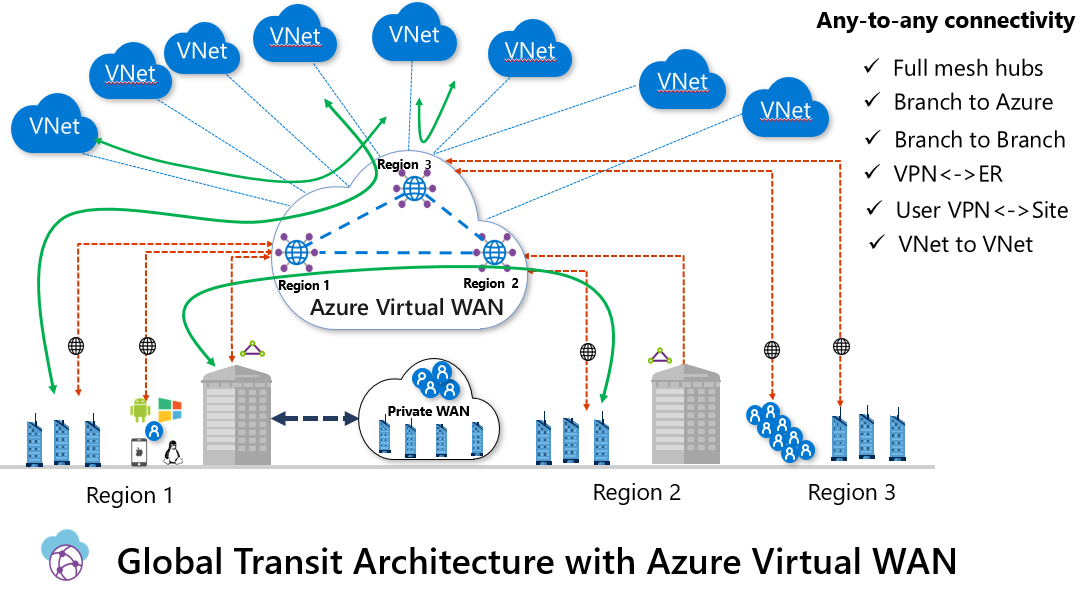 Any-to-any connectivity
✓ Full mesh hubs
✓ Branch to Azure
✓ Branch to Branch
✓ VPN<->ER
✓ User VPN<->Site
✓ VNet to VNet
VNet
VNet
VNet
VNet
VNet
VNet
VNet
VNet
Region 3
Region 1
Region 2
Azure Virtual WAN
Private WAN
Region 1
Region 2
Region 3
Global Transit Architecture with Azure Virtual WAN